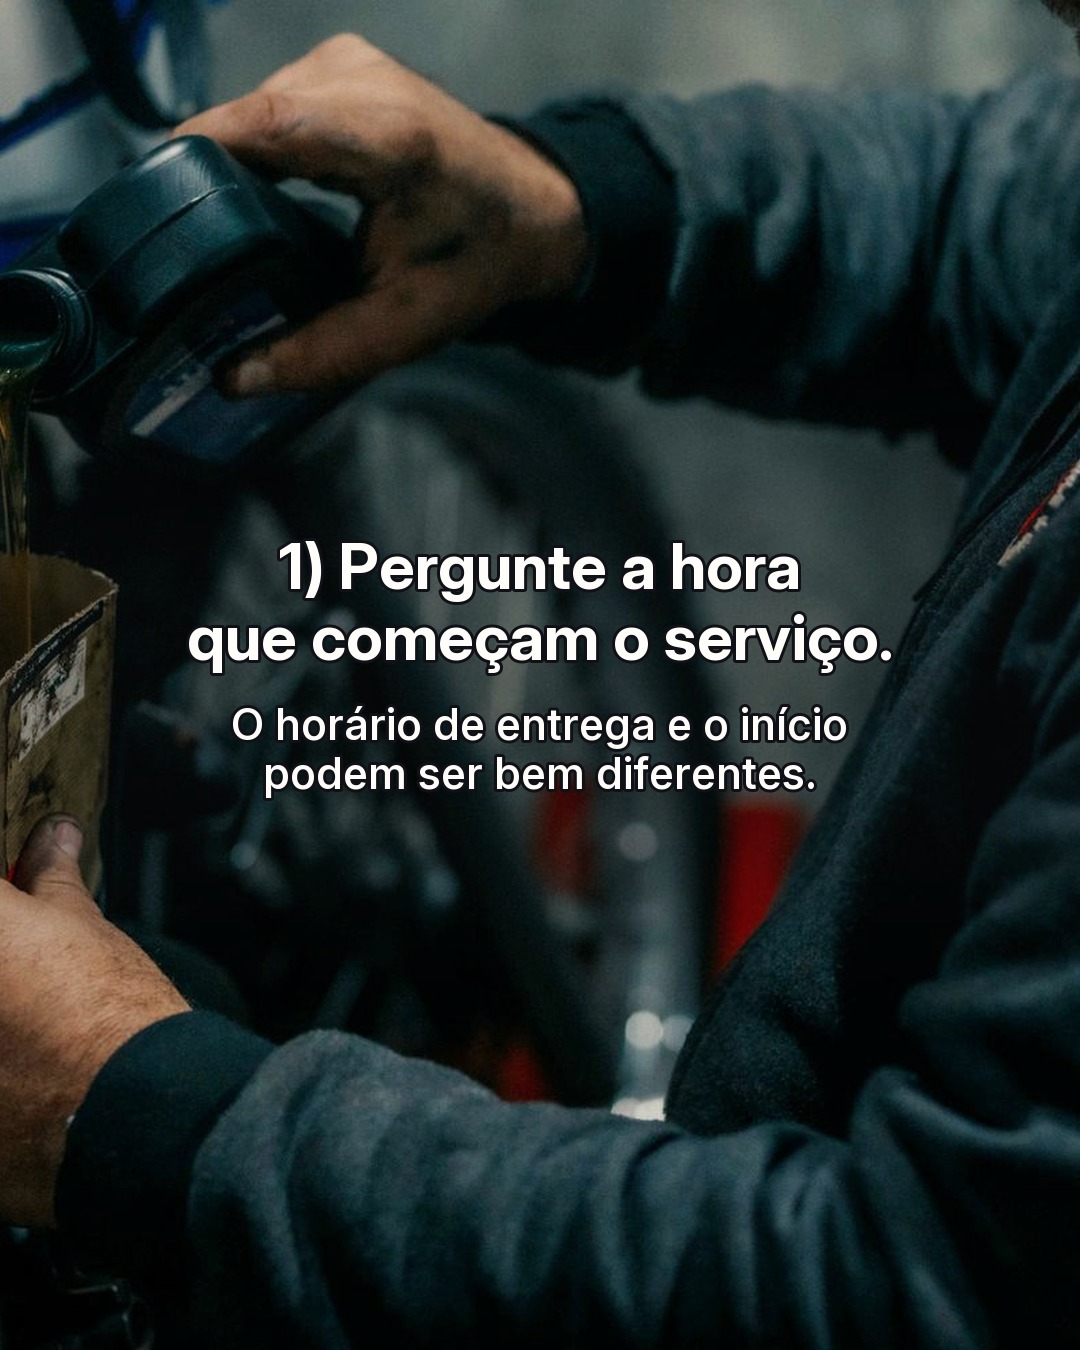 1) Pergunte a hora
que começam o serviço.
O horário de entrega e o início
podem ser bem diferentes.